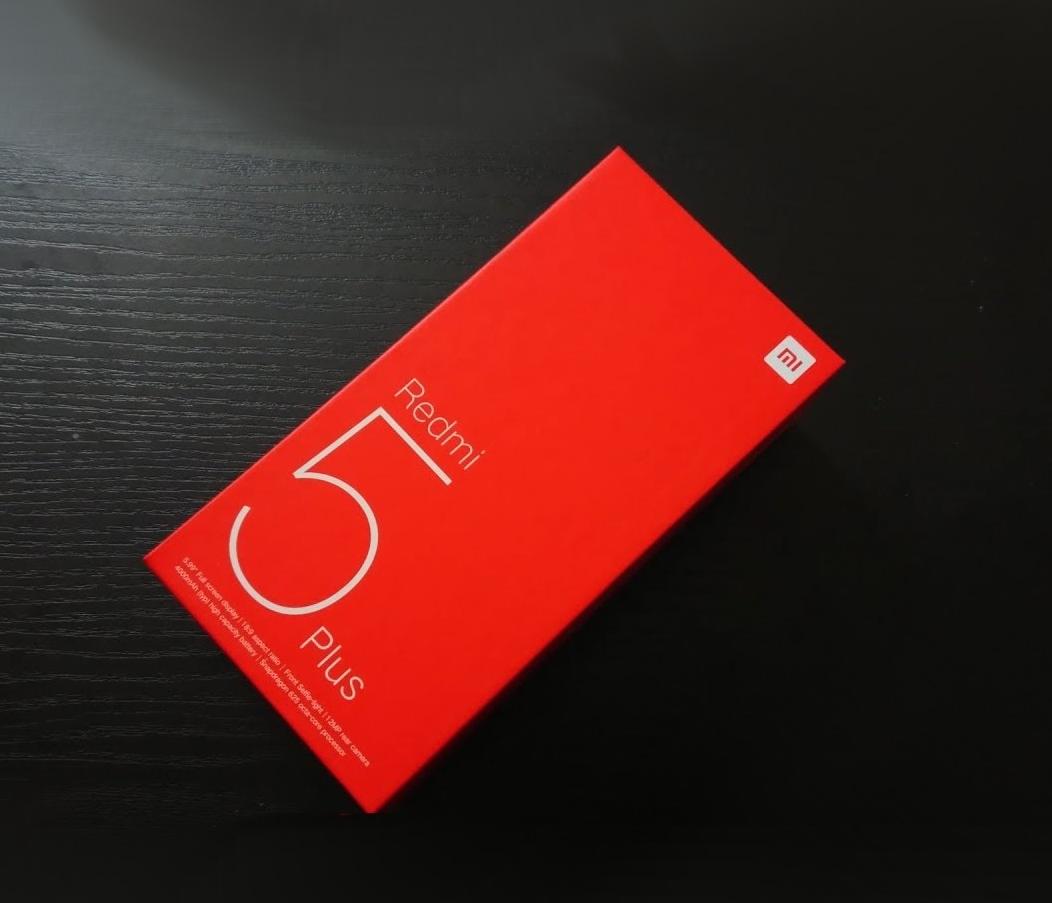 mi
Redmi
5
Plus
5.99" Full screen display | 18:9 aspect ratio | Front Selfie-light | 12MP rear camera
4000mAh (typ) high capacity battery | Snapdragon 625 octa-core processor